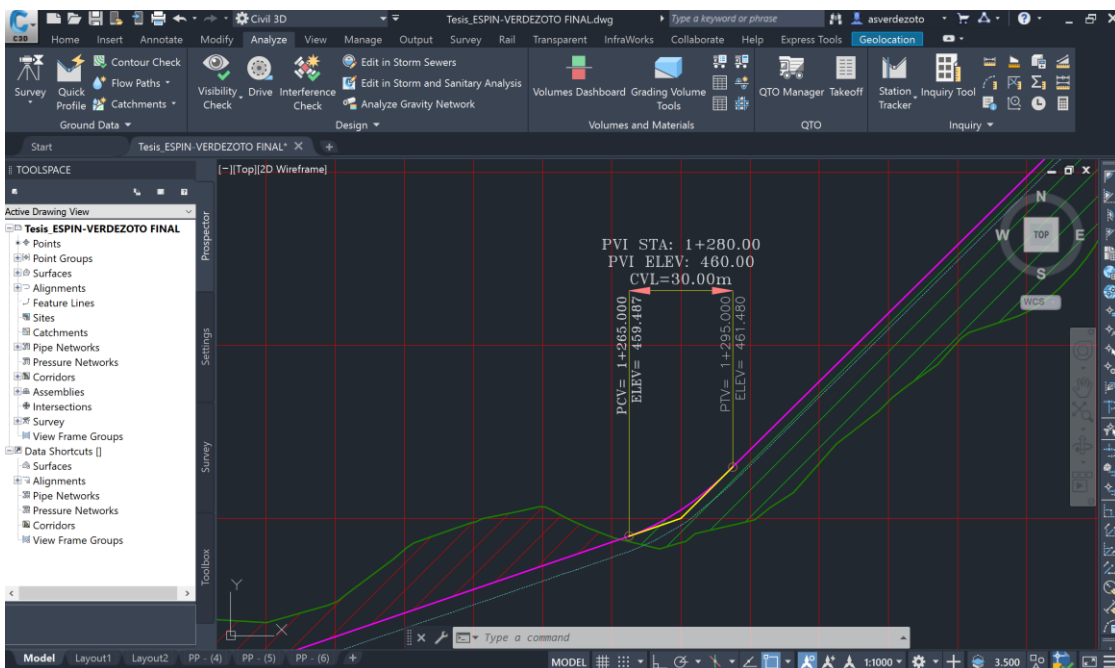 C3D
Civil 3D
Tesis_ESPIN-VERDEZOTO FINAL.dwg
Type a keyword or phrase
asverdezoto
Home Insert Annotate Modify Analyze View Manage Output Survey Rail Transparent InfraWorks Collaborate Help Express Tools Geolocation
Survey
Quick Profile
Contour Check
Flow Paths
Catchments
Ground Data
Visibility Check
Drive
Interference Check
Edit in Storm Sewers
Edit in Storm and Sanitary Analysis
Analyze Gravity Network
Design
Volumes Dashboard
Grading Volume Tools
Volumes and Materials
QTO Manager
Takeoff
QTO
Station Tracker
Inquiry Tool
Inquiry
Start
Tesis_ESPIN-VERDEZOTO FINAL*
TOOLSPACE
Active Drawing View
Tesis_ESPIN-VERDEZOTO FINAL
Points
Point Groups
Surfaces
Alignments
Feature Lines
Sites
Catchments
Pipe Networks
Pressure Networks
Corridors
Assemblies
Intersections
Survey
View Frame Groups
Data Shortcuts []
Surfaces
Alignments
Pipe Networks
Pressure Networks
Corridors
View Frame Groups
Prospector
Settings
Survey
Toolbox
[-][Top][2D Wireframe]
PVI STA: 1+280.00
PVI ELEV: 460.00
CVL=30.00m
PCV= 1+265.000
ELEV= 459.487
PTV= 1+295.000
ELEV= 461.480
N
W
TOP
E
S
WCS
Y
X
Type a command
Model Layout1 Layout2 PP - (4) PP - (5) PP - (6)
MODEL
1:1000
3.500